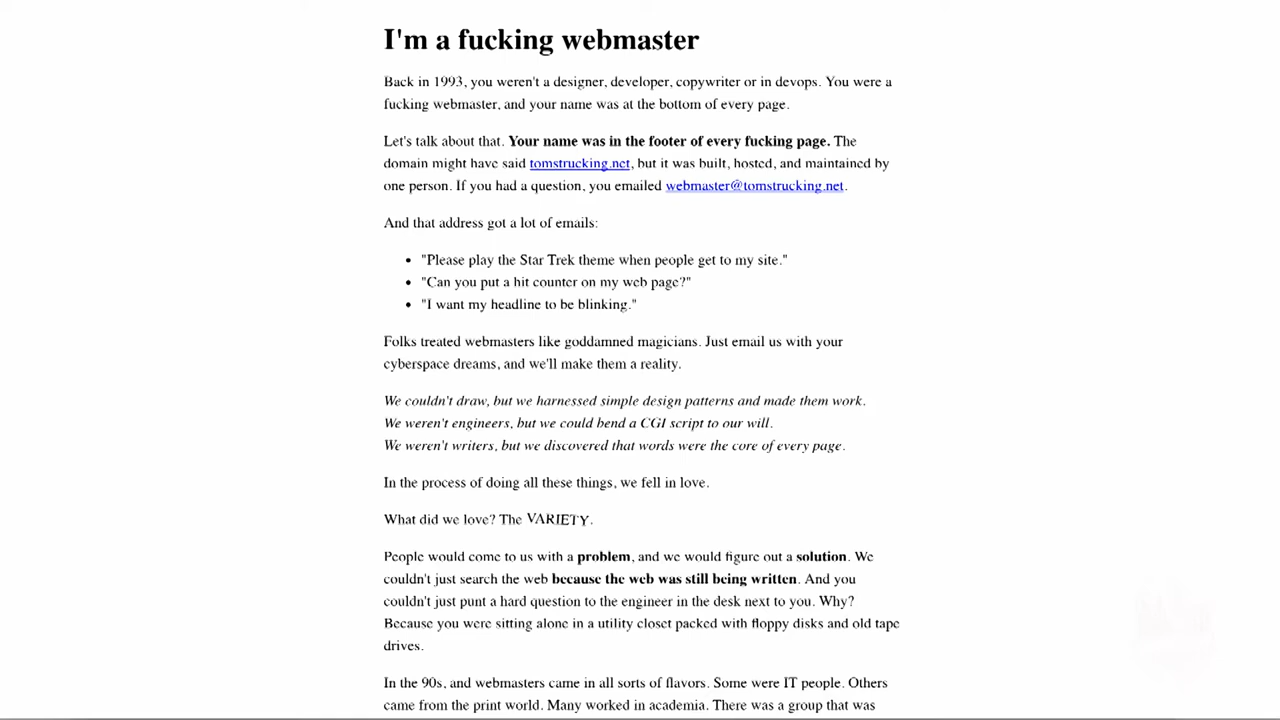 I'm a fucking webmaster
Back in 1993, you weren't a designer, developer, copywriter or in devops. You were a
fucking webmaster, and your name was at the bottom of every page.
Let's talk about that. Your name was in the footer of every fucking page. The
domain might have said tomstrucking.net, but it was built, hosted, and maintained by
one person. If you had a question, you emailed webmaster@tomstrucking.net.
And that address got a lot of emails:
• "Please play the Star Trek theme when people get to my site."
• "Can you put a hit counter on my web page?"
• "I want my headline to be blinking."
Folks treated webmasters like goddamned magicians. Just email us with your
cyberspace dreams, and we'll make them a reality.
We couldn't draw, but we harnessed simple design patterns and made them work.
We weren't engineers, but we could bend a CGI script to our will.
We weren't writers, but we discovered that words were the core of every page.
In the process of doing all these things, we fell in love.
What did we love? The VARIETY.
People would come to us with a problem, and we would figure out a solution. We
couldn't just search the web because the web was still being written. And you
couldn't just punt a hard question to the engineer in the desk next to you. Why?
Because you were sitting alone in a utility closet packed with floppy disks and old tape
drives.
In the 90s, and webmasters came in all sorts of flavors. Some were IT people. Others
came from the print world. Many worked in academia. There was a group that was